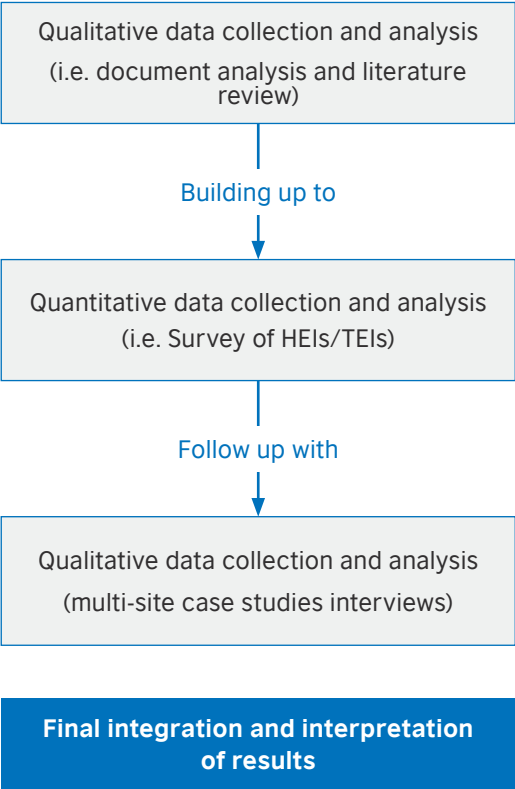 Qualitative data collection and analysis
(i.e. document analysis and literature
review)
Building up to
Quantitative data collection and analysis
(i.e. Survey of HEIs/TEIs)
Follow up with
Qualitative data collection and analysis
(multi-site case studies interviews)
Final integration and interpretation
of results